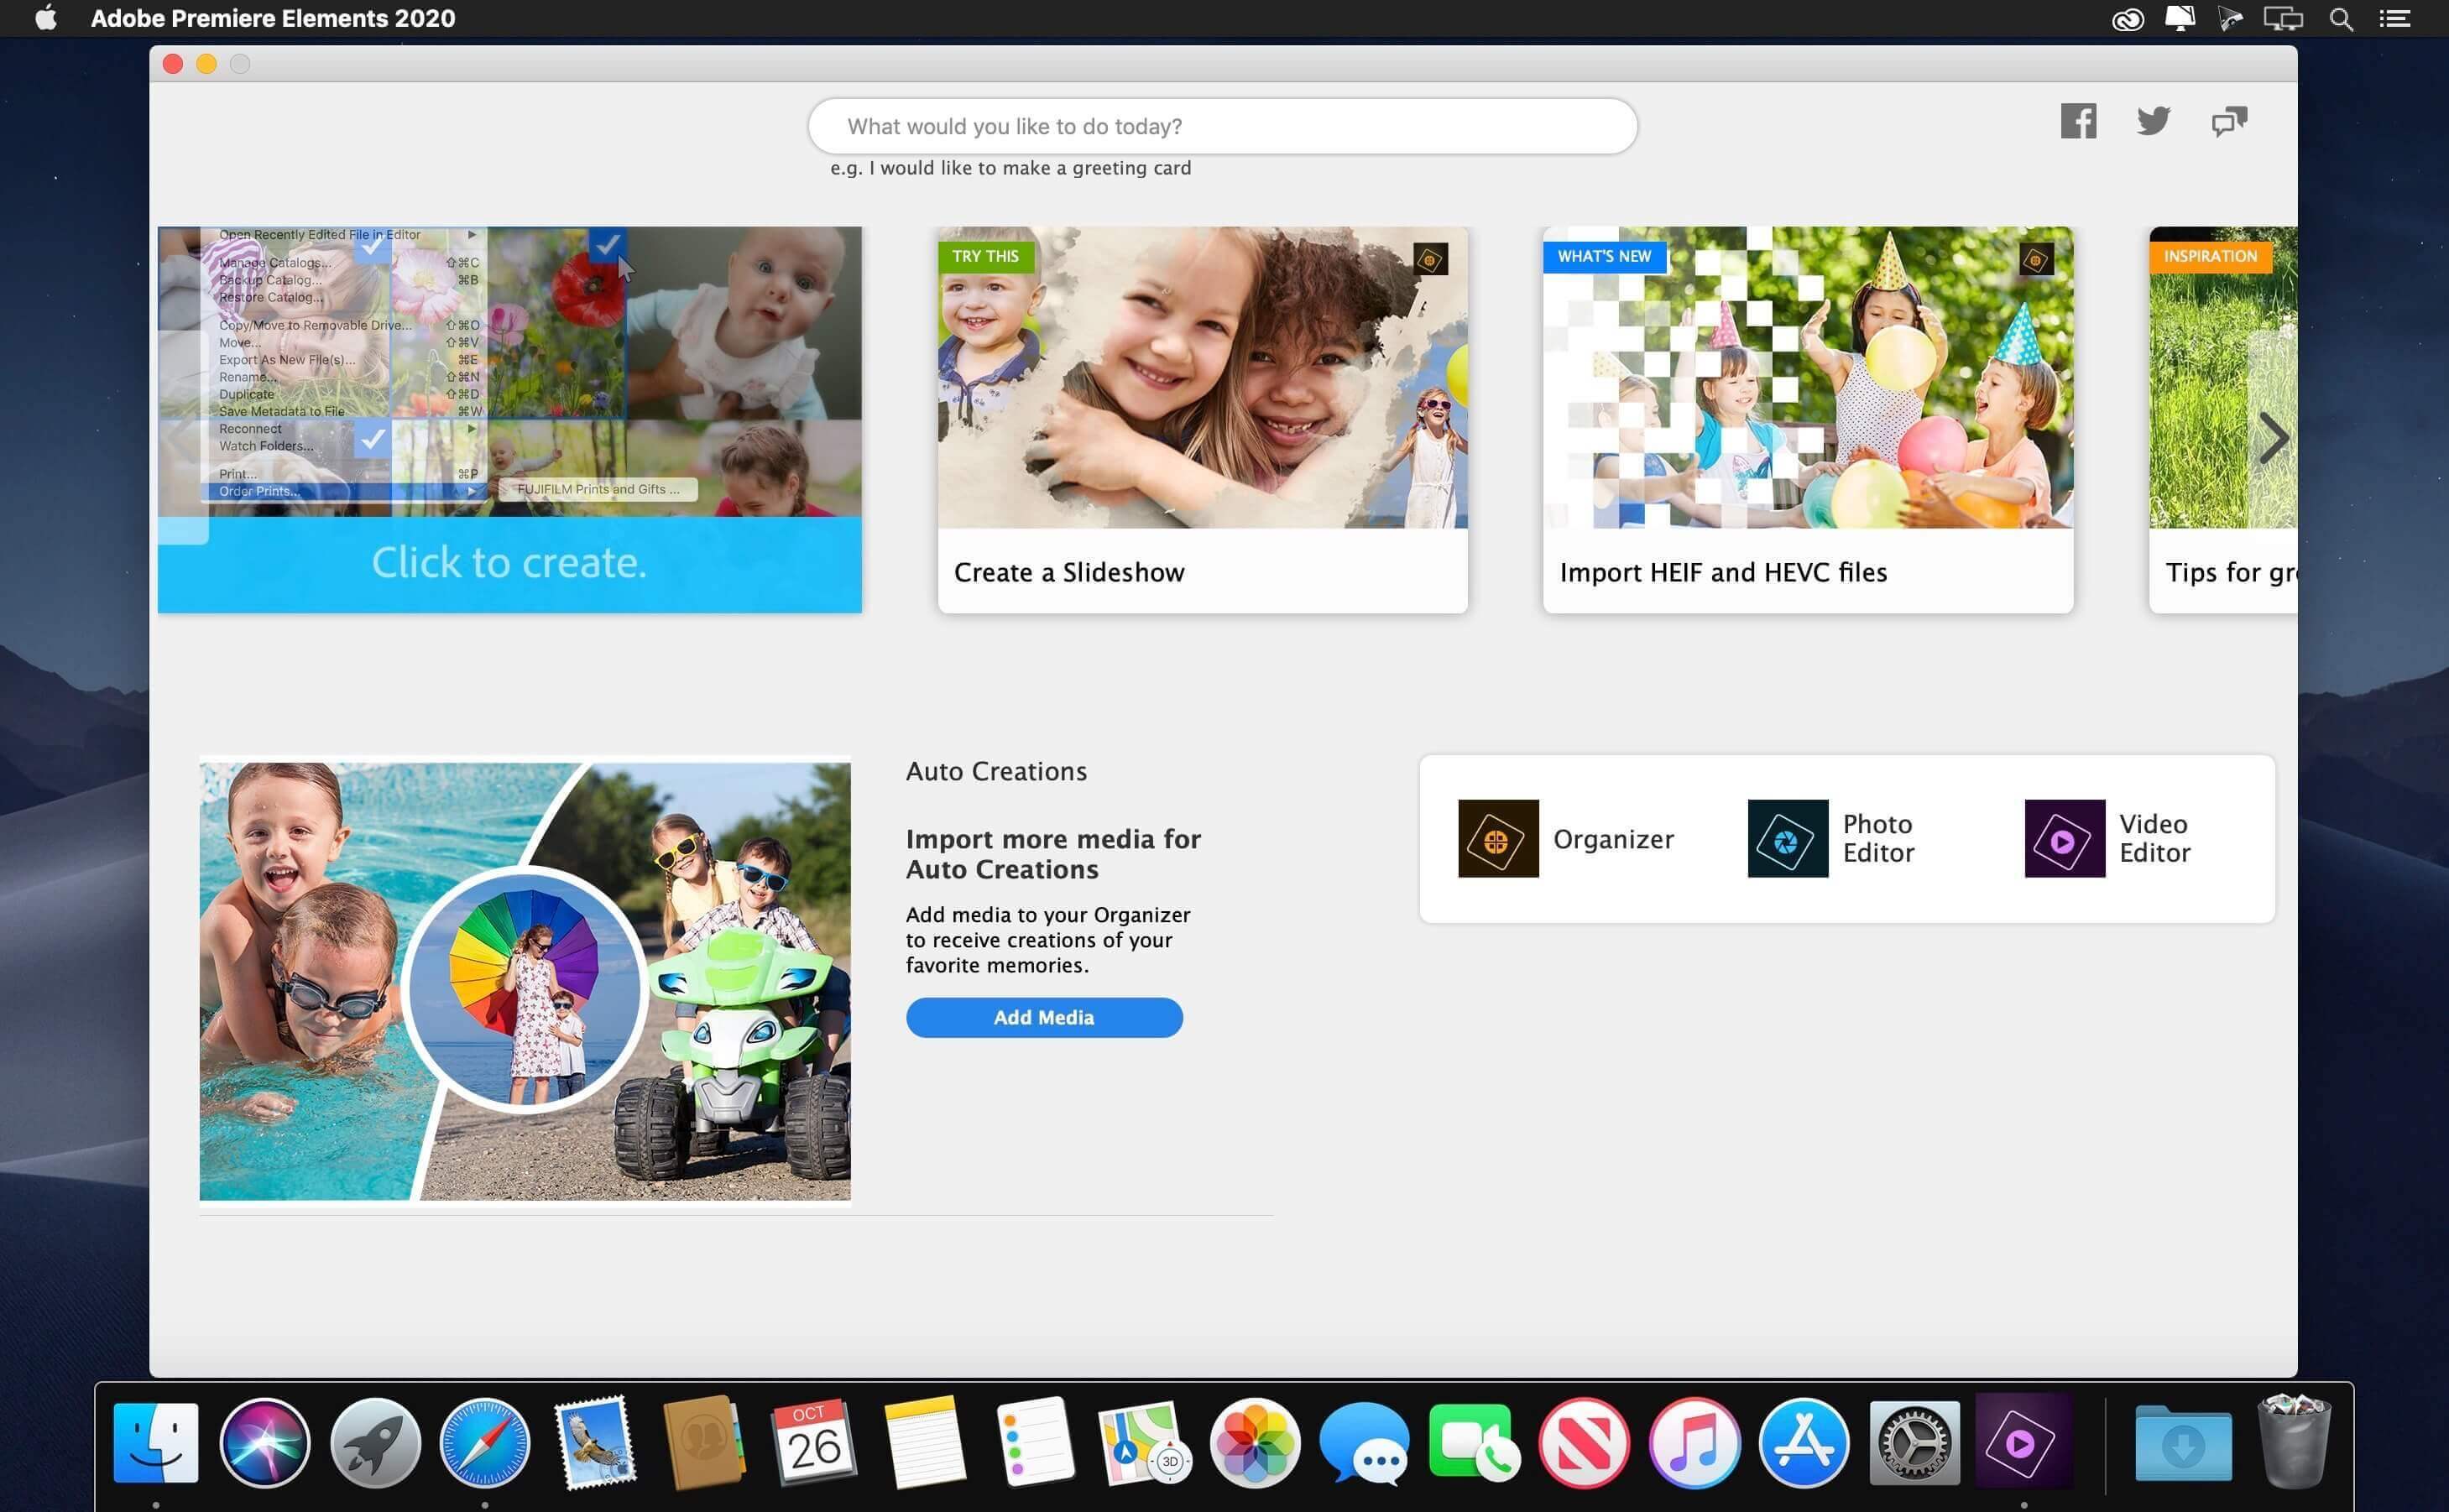 Adobe Premiere Elements 2020
What would you like to do today?
e.g. I would like to make a greeting card
Open Recently Edited File in Editor ▶
Manage Catalogs... ⇧⌘C
Backup Catalog... ⌘B
Restore Catalog...
Copy/Move to Removable Drive... ⇧⌘O
Move... ⇧⌘V
Export As New File(s)... ⌘E
Rename... ⇧⌘N
Duplicate ⇧⌘D
Save Metadata to File ⌘W
Reconnect ▶
Watch Folders...
Print... ⌘P
Order Prints... ▶
FUJIFILM Prints and Gifts ...
Click to create.
TRY THIS
Create a Slideshow
WHAT'S NEW
Import HEIF and HEVC files
INSPIRATION
Tips for gr
Auto Creations
Import more media for
Auto Creations
Add media to your Organizer
to receive creations of your
favorite memories.
Add Media
Organizer
Photo
Editor
Video
Editor
OCT
26
3D